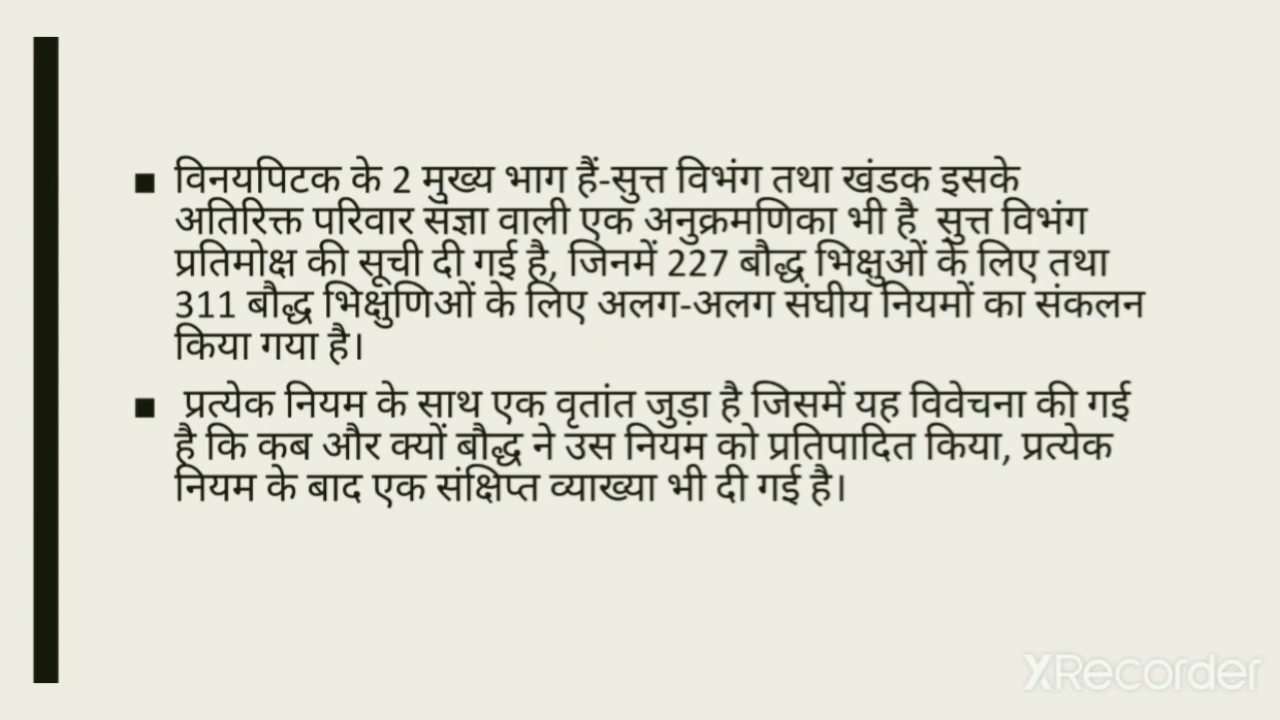 ■ विनयपिटक के 2 मुख्य भाग हैं-सुत्त विभंग तथा खंडक इसके
अतिरिक्त परिवार संज्ञा वाली एक अनुक्रमणिका भी है सुत्त विभंग
प्रतिमोक्ष की सूची दी गई है, जिनमें 227 बौद्ध भिक्षुओं के लिए तथा
311 बौद्ध भिक्षुणिओं के लिए अलग-अलग संघीय नियमों का संकलन
किया गया है।
■ प्रत्येक नियम के साथ एक वृतांत जुड़ा है जिसमें यह विवेचना की गई
है कि कब और क्यों बौद्ध ने उस नियम को प्रतिपादित किया, प्रत्येक
नियम के बाद एक संक्षिप्त व्याख्या भी दी गई है।
XRecorder